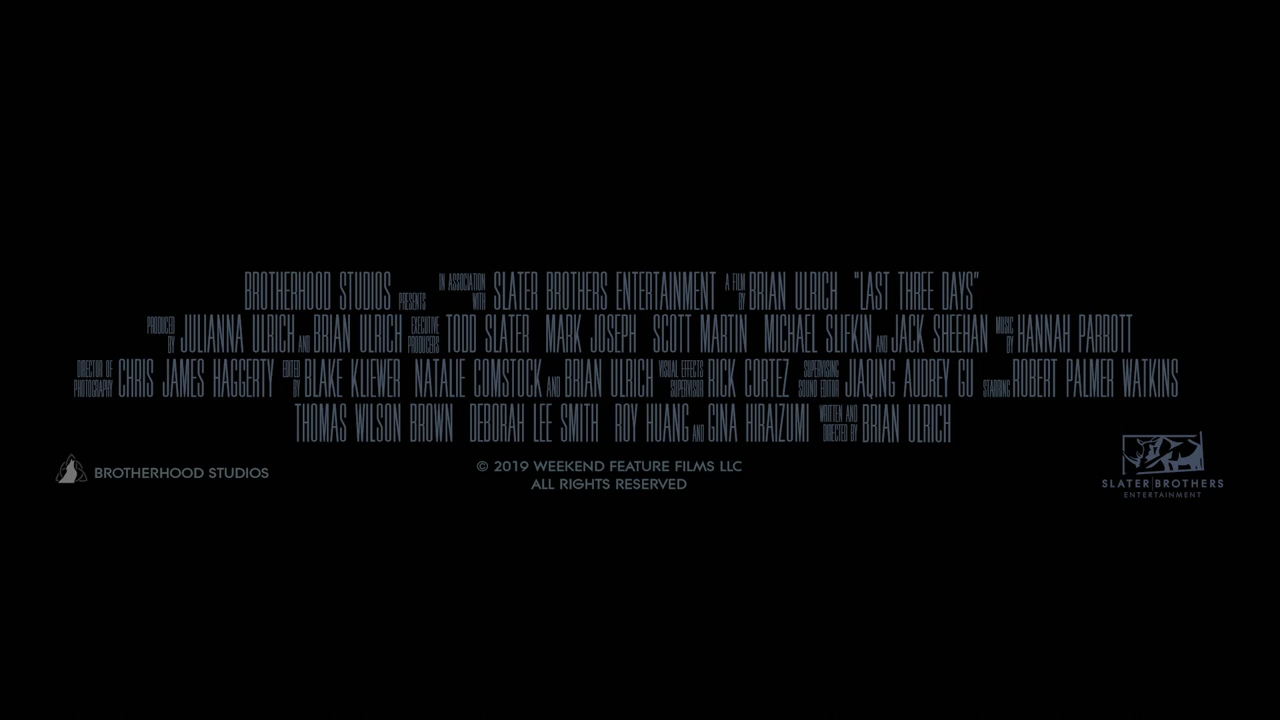 BROTHERHOOD STUDIOS PRESENTS IN ASSOCIATION WITH SLATER BROTHERS ENTERTAINMENT A FILM BY BRIAN ULRICH "LAST THREE DAYS"
PRODUCED BY JULIANNA ULRICH AND BRIAN ULRICH EXECUTIVE PRODUCERS TODD SLATER MARK JOSEPH SCOTT MARTIN MICHAEL SLIFKIN AND JACK SHEEHAN MUSIC BY HANNAH PARROTT
DIRECTOR OF PHOTOGRAPHY CHRIS JAMES HAGGERTY EDITED BY BLAKE KLIEWER NATALIE COMSTOCK AND BRIAN ULRICH VISUAL EFFECTS SUPERVISOR RICK CORTEZ SUPERVISING SOUND EDITOR JIAQING AUDREY GU STARRING ROBERT PALMER WATKINS
THOMAS WILSON BROWN DEBORAH LEE SMITH ROY HUANG AND GINA HIRAIZUMI WRITTEN AND DIRECTED BY BRIAN ULRICH
BROTHERHOOD STUDIOS
© 2019 WEEKEND FEATURE FILMS LLC
ALL RIGHTS RESERVED
SLATER BROTHERS
ENTERTAINMENT